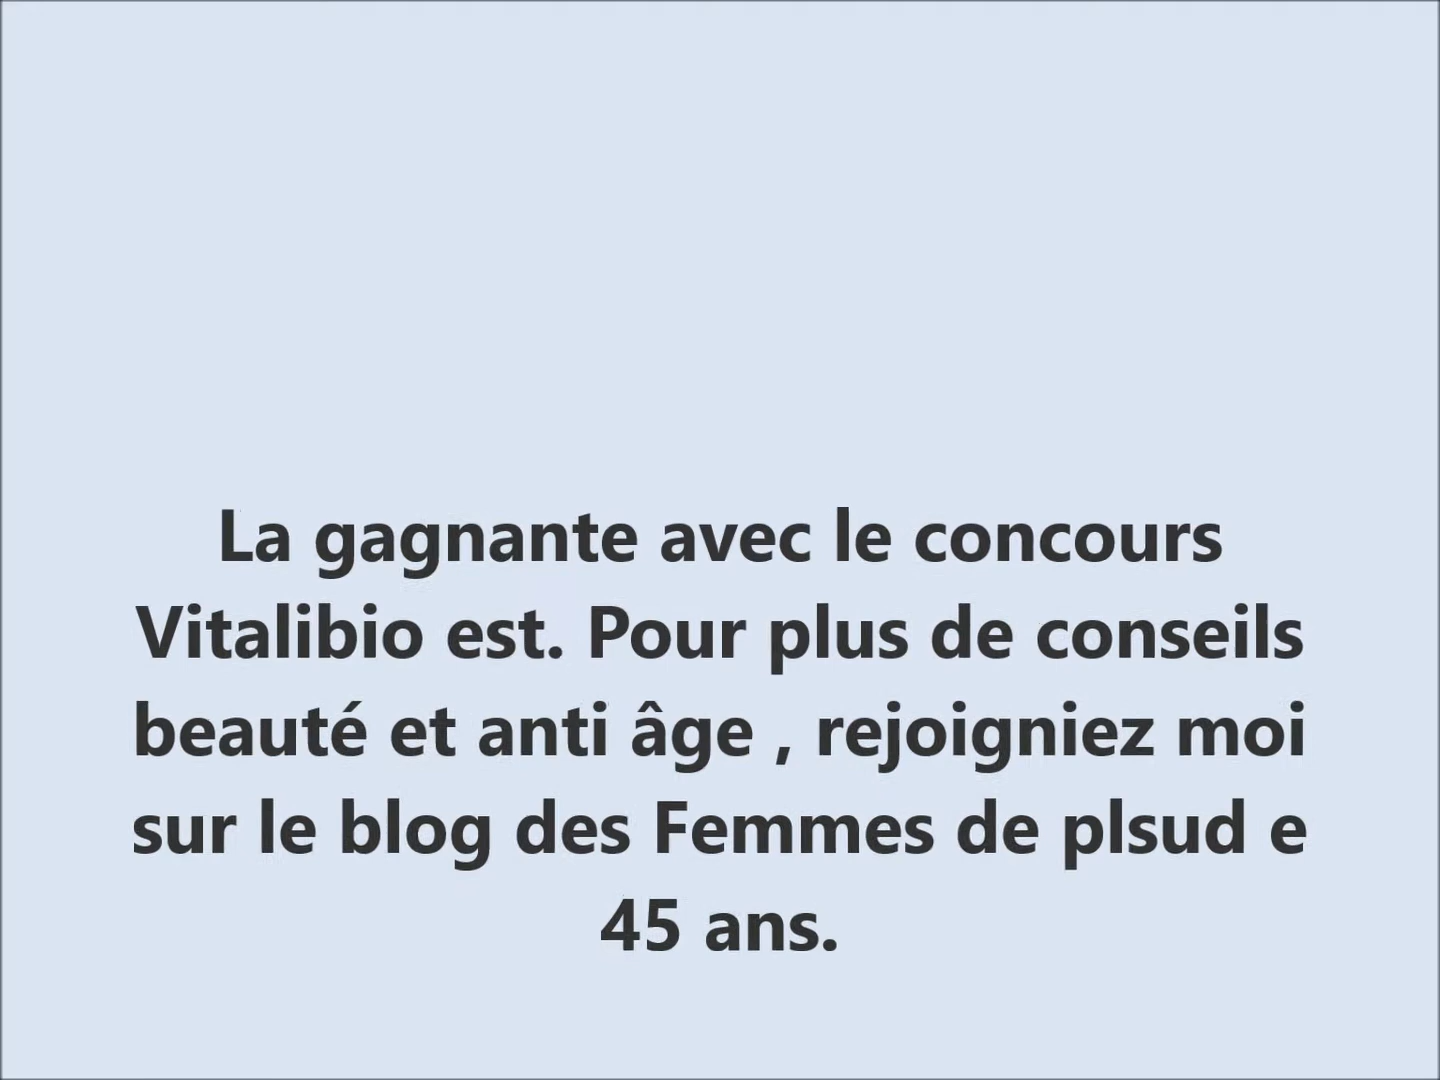 La gagnante avec le concours
Vitalibio est. Pour plus de conseils
beauté et anti âge , rejoigniez moi
sur le blog des Femmes de plsud e
45 ans.